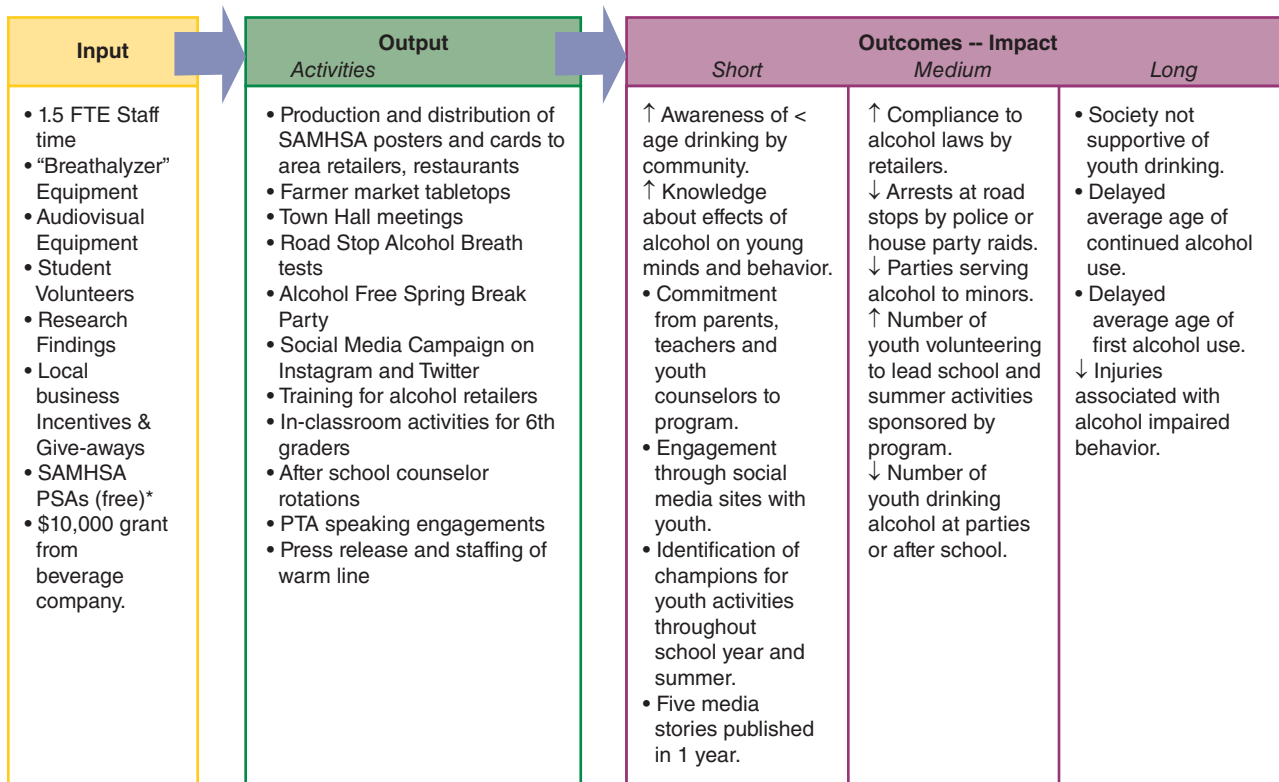 Input
Output
Activities
Outcomes -- Impact
Short
Medium
Long
• 1.5 FTE Staff
time
• “Breathalyzer”
Equipment
• Audiovisual
Equipment
• Student
Volunteers
• Research
Findings
• Local
business
Incentives &
Give-aways
• SAMHSA
PSAs (free)*
• $10,000 grant
from
beverage
company.
• Production and distribution of
SAMHSA posters and cards to
area retailers, restaurants
• Farmer market tabletops
• Town Hall meetings
• Road Stop Alcohol Breath
tests
• Alcohol Free Spring Break
Party
• Social Media Campaign on
Instagram and Twitter
• Training for alcohol retailers
• In-classroom activities for 6th
graders
• After school counselor
rotations
• PTA speaking engagements
• Press release and staffing of
warm line
↑ Awareness of <
age drinking by
community.
↑ Knowledge
about effects of
alcohol on young
minds and behavior.
• Commitment
from parents,
teachers and
youth
counselors to
program.
• Engagement
through social
media sites with
youth.
• Identification of
champions for
youth activities
throughout
school year and
summer.
• Five media
stories published
in 1 year.
↑ Compliance to
alcohol laws by
retailers.
↓ Arrests at road
stops by police or
house party raids.
↓ Parties serving
alcohol to minors.
↑ Number of
youth volunteering
to lead school and
summer activities
sponsored by
program.
↓ Number of
youth drinking
alcohol at parties
or after school.
• Society not
supportive of
youth drinking.
• Delayed
average age of
continued alcohol
use.
• Delayed
average age of
first alcohol use.
↓ Injuries
associated with
alcohol impaired
behavior.